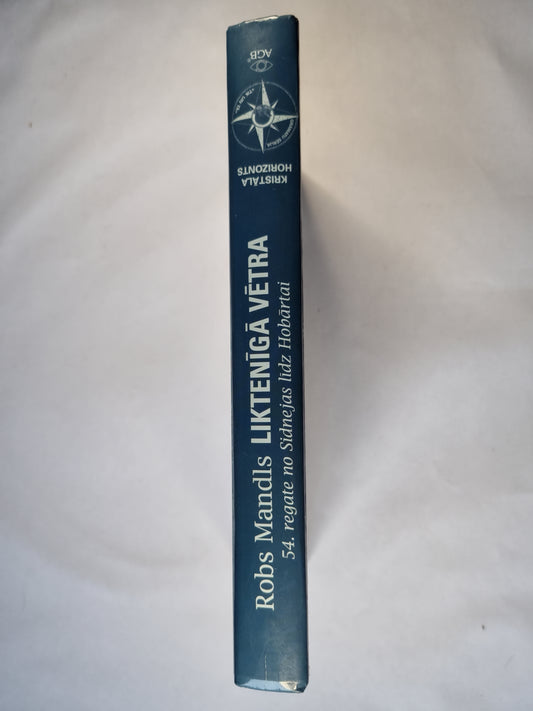 Robs Mandls LIKTENĪGĀ VĒTRA
54. regate no Sidnejas līdz Hobārtai
KRISTĀLA
HORIZONTS
AGB®